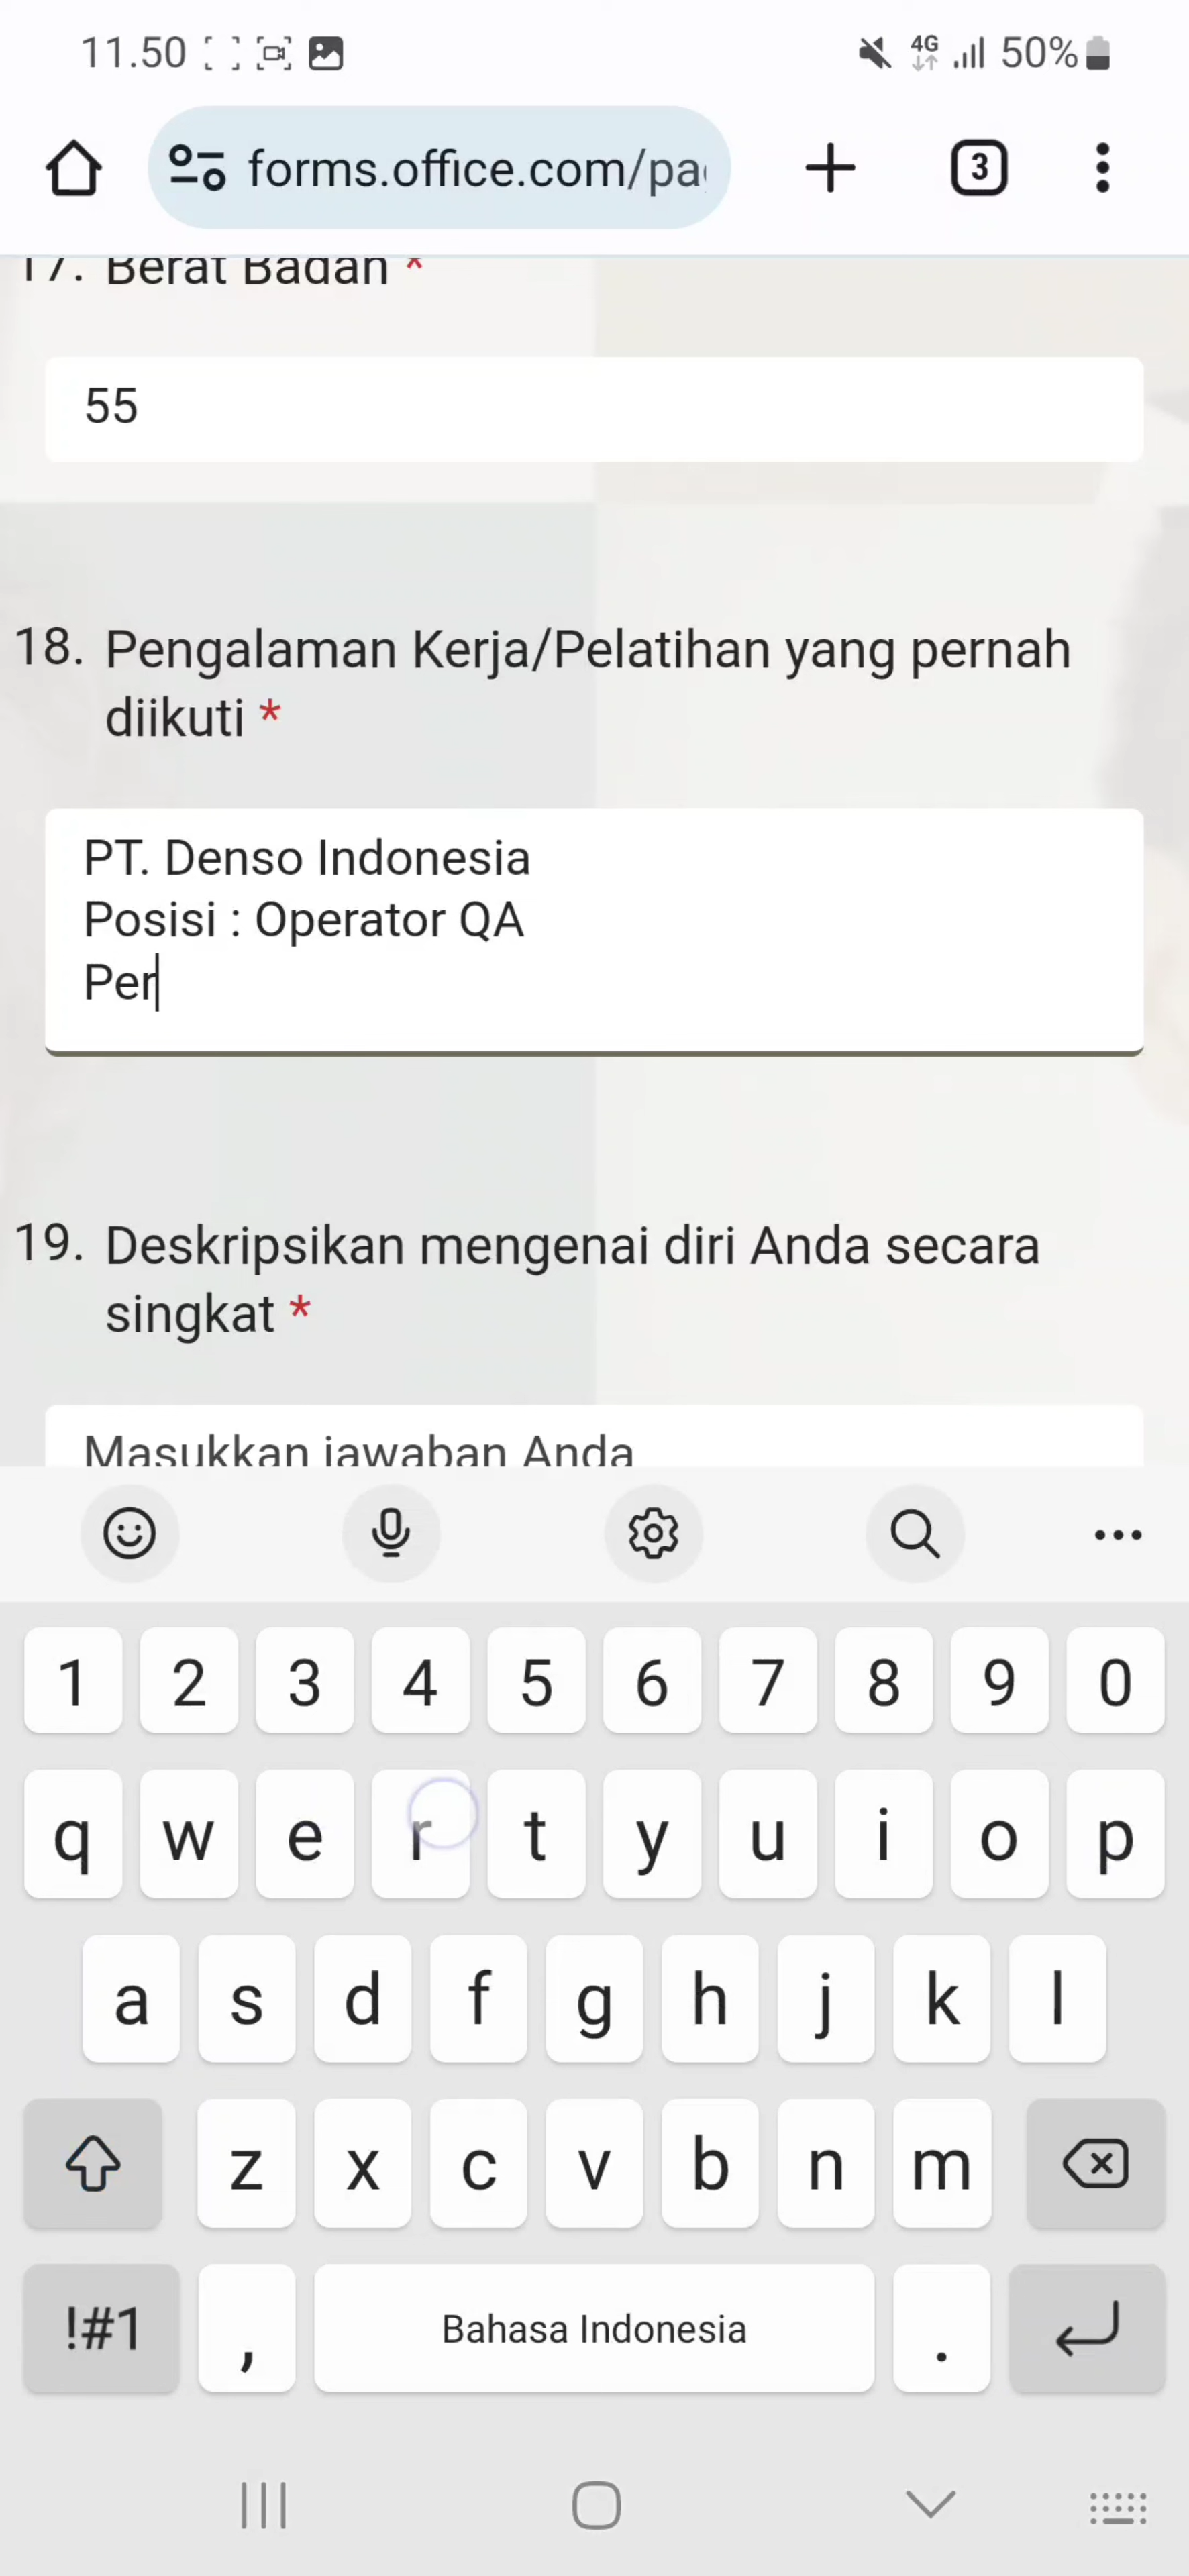 11.50 4G 50%
forms.office.com/pa
3
17. Berat Badan *
55
18. Pengalaman Kerja/Pelatihan yang pernah
diikuti *
PT. Denso Indonesia
Posisi : Operator QA
Per
19. Deskripsikan mengenai diri Anda secara
singkat *
Masukkan jawaban Anda
1 2 3 4 5 6 7 8 9 0
q w e r t y u i o p
a s d f g h j k l
z x c v b n m
!#1 , Bahasa Indonesia .